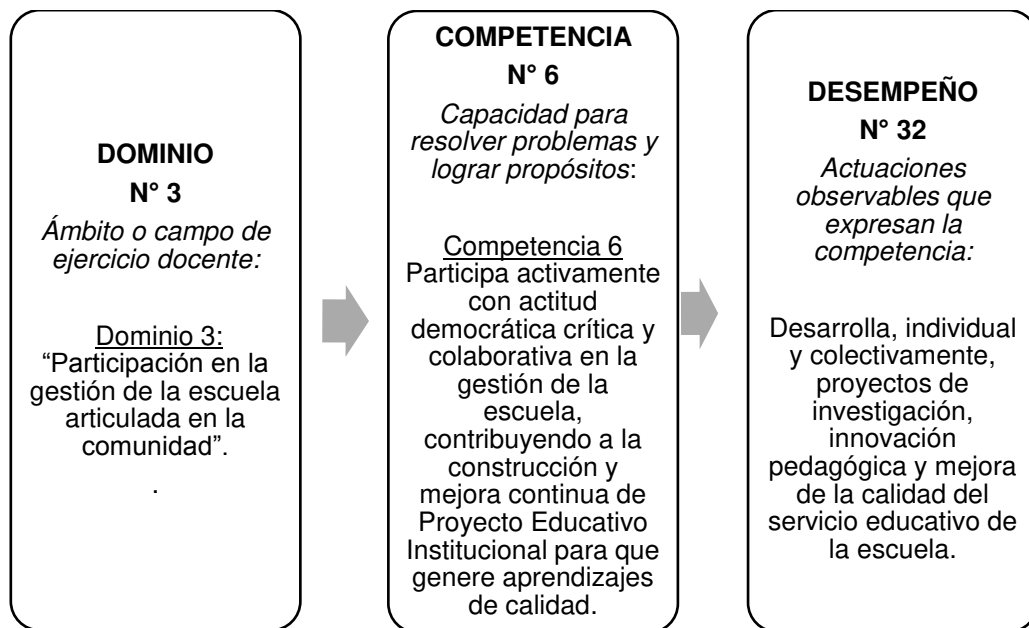 DOMINIO
N° 3
Ámbito o campo de
ejercicio docente:
Dominio 3:
“Participación en la
gestión de la escuela
articulada en la
comunidad”.
.
COMPETENCIA
N° 6
Capacidad para
resolver problemas y
lograr propósitos:
Competencia 6
Participa activamente
con actitud
democrática crítica y
colaborativa en la
gestión de la
escuela,
contribuyendo a la
construcción y
mejora continua de
Proyecto Educativo
Institucional para que
genere aprendizajes
de calidad.
DESEMPEÑO
N° 32
Actuaciones
observables que
expresan la
competencia:
Desarrolla, individual
y colectivamente,
proyectos de
investigación,
innovación
pedagógica y mejora
de la calidad del
servicio educativo de
la escuela.